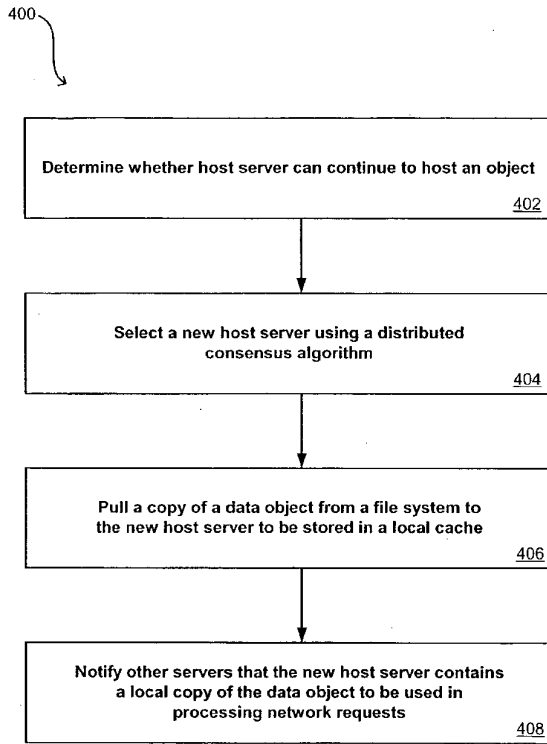 400
Determine whether host server can continue to host an object
402
Select a new host server using a distributed
consensus algorithm
404
Pull a copy of a data object from a file system to
the new host server to be stored in a local cache
406
Notify other servers that the new host server contains
a local copy of the data object to be used in
processing network requests
408